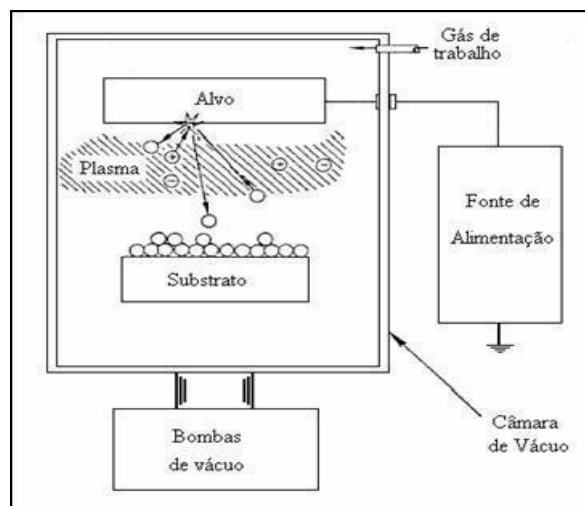 Gás de
trabalho
Alvo
Plasma
Fonte de
Alimentação
Substrato
Câmara
de Vácuo
Bombas
de vácuo